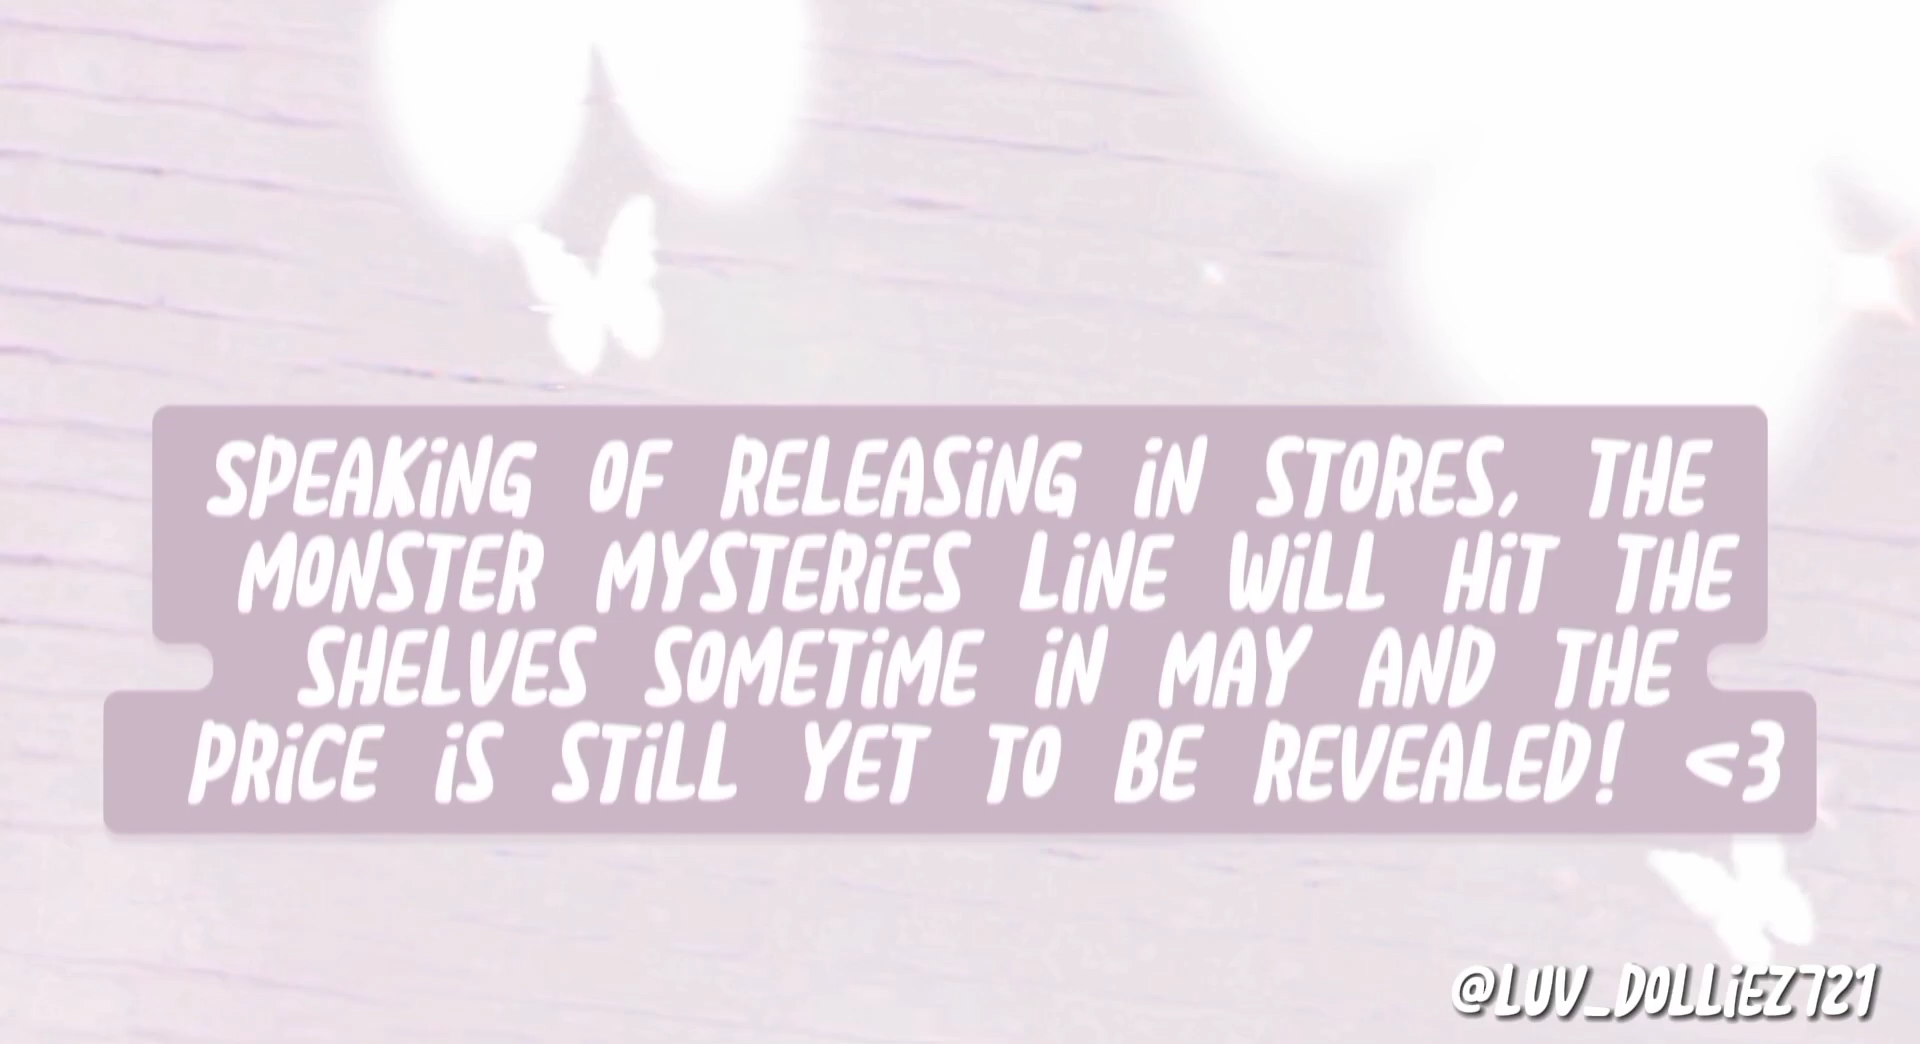 SPEAKiNG OF RELEASiNG iN STORES, THE
MONSTER MYSTERiES LiNE WiLL HiT THE
SHELVES SOMETiME iN MAY AND THE
PRiCE iS STiLL YET TO BE REVEALED! <3
@LUV_DOLLiEZ721